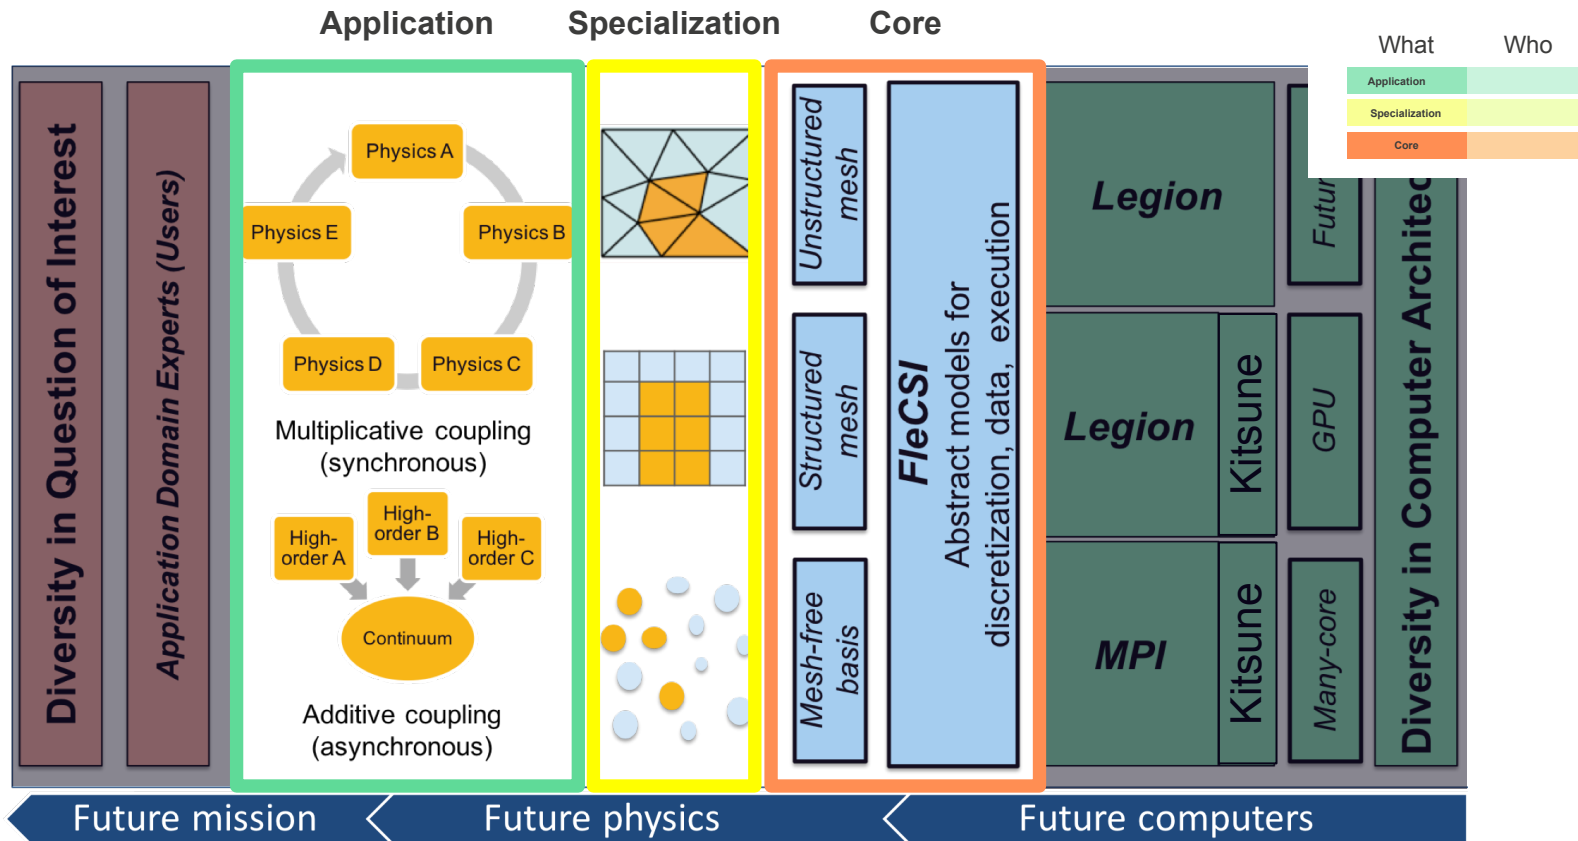 Application
Specialization
Core
What
Who
Application
Specialization
Core
Diversity in Question of Interest
Application Domain Experts (Users)
Physics A
Physics B
Physics C
Physics D
Physics E
Multiplicative coupling
(synchronous)
High-
order A
High-
order B
High-
order C
Continuum
Additive coupling
(asynchronous)
Unstructured
mesh
Structured
mesh
Mesh-free
basis
FleCSI
Abstract models for
discretization, data, execution
Legion
Legion
Kitsune
MPI
Kitsune
Futur
GPU
Many-core
Diversity in Computer Architec
Future mission
Future physics
Future computers